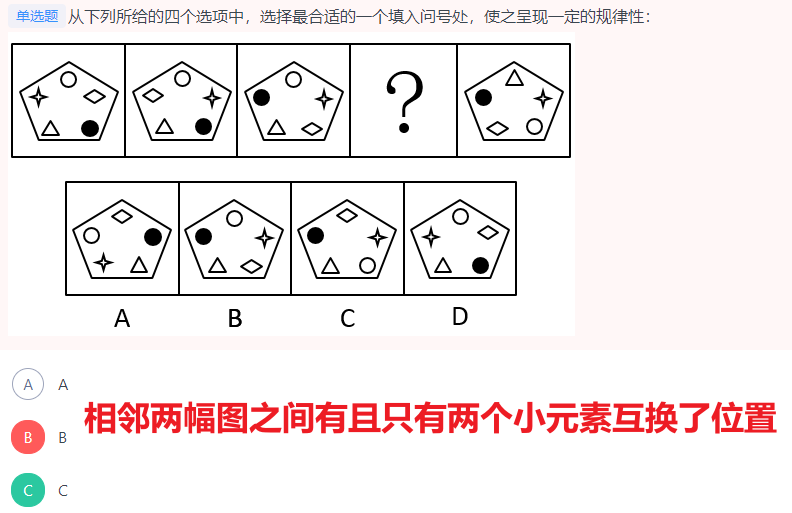 单选题 从下列所给的四个选项中，选择最合适的一个填入问号处，使之呈现一定的规律性：
?
A B C D
A A
相邻两幅图之间有且只有两个小元素互换了位置
B B
C C